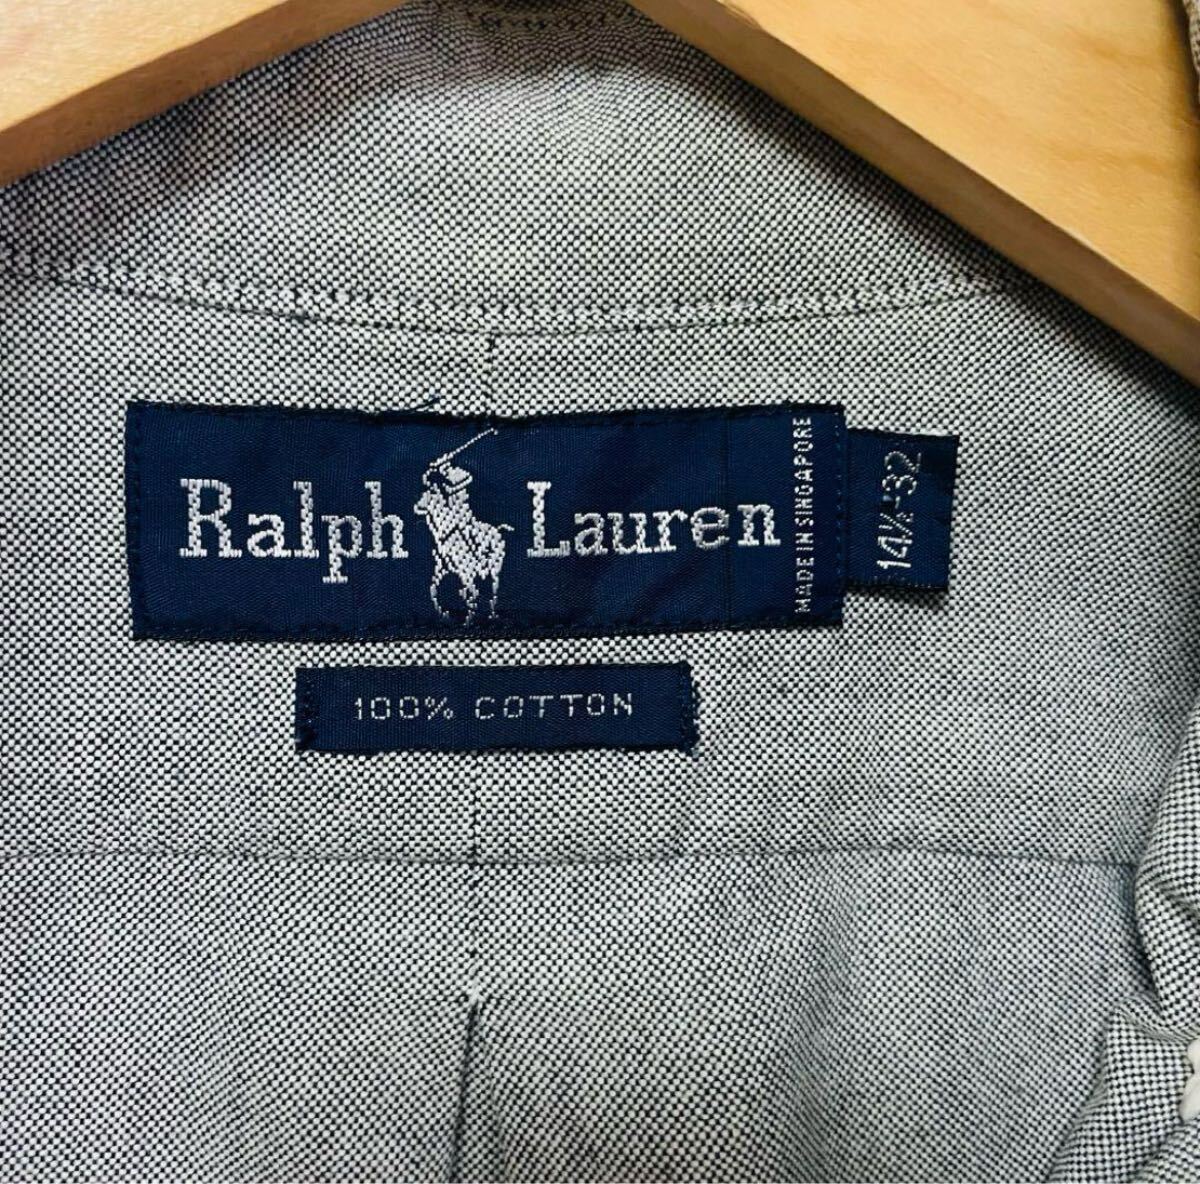 Ralph Lauren
MADE IN SINGAPORE
14½-32
100% COTTON